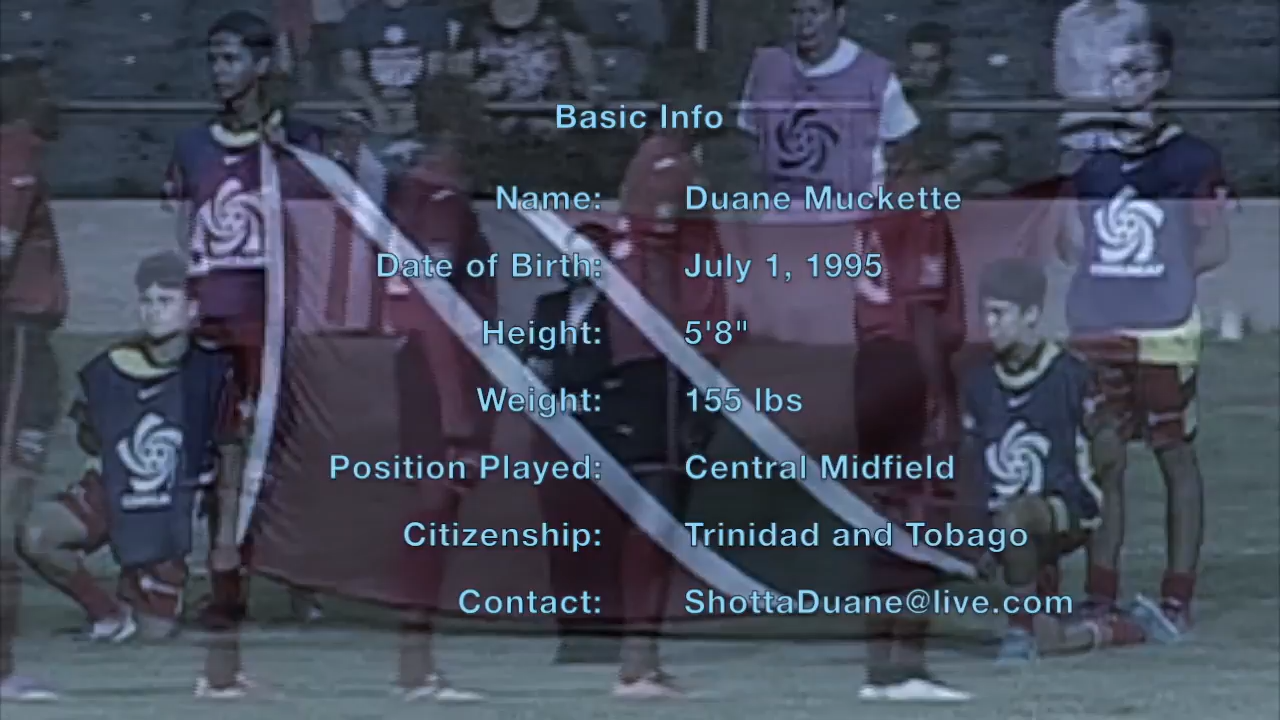 Basic Info
Name: Duane Muckette
Date of Birth: July 1, 1995
Height: 5'8"
Weight: 155 lbs
Position Played: Central Midfield
Citizenship: Trinidad and Tobago
Contact: ShottaDuane@live.com